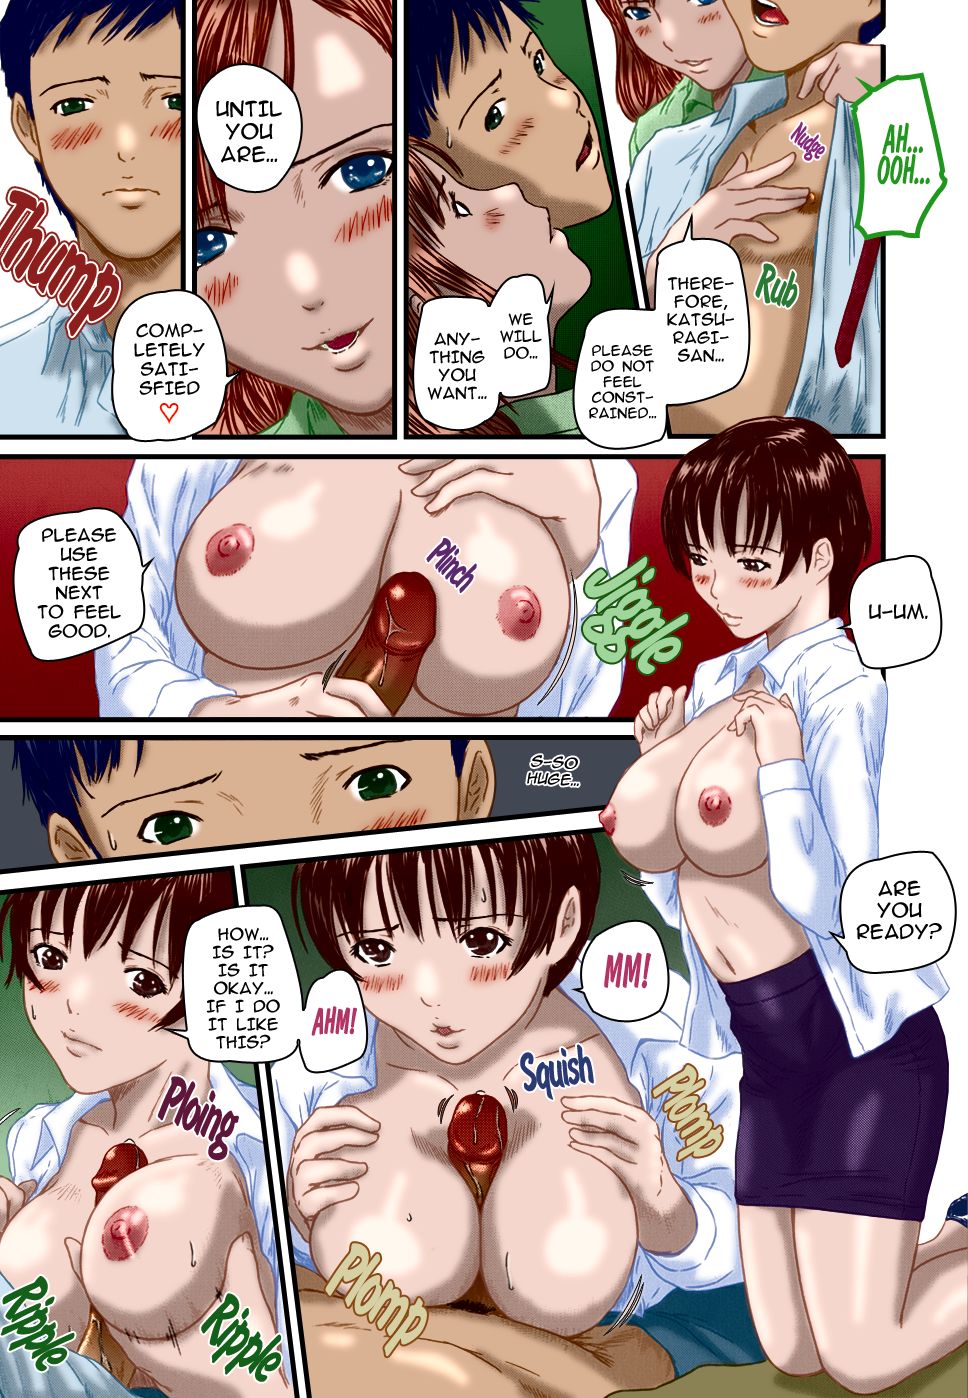 AH...
OOH...
Nudge
Rub
THERE-
FORE,
KATSU-
RAGI-
SAN...
PLEASE
DO NOT
FEEL
CONST-
RAINED...
WE
WILL
DO...
ANY-
THING
YOU
WANT...
UNTIL
YOU
ARE...
COMP-
LETELY
SATI-
SFIED
♡
Thump
U-UM.
Jiggle
Plinch
PLEASE
USE
THESE
NEXT
TO FEEL
GOOD.
S-SO
HUGE...
ARE
YOU
READY?
MM!
AHM!
Squish
Plomp
Plomp
HOW...
IS IT?
IS IT
OKAY...
IF I DO
IT LIKE
THIS?
Ploing
Ripple
Ripple